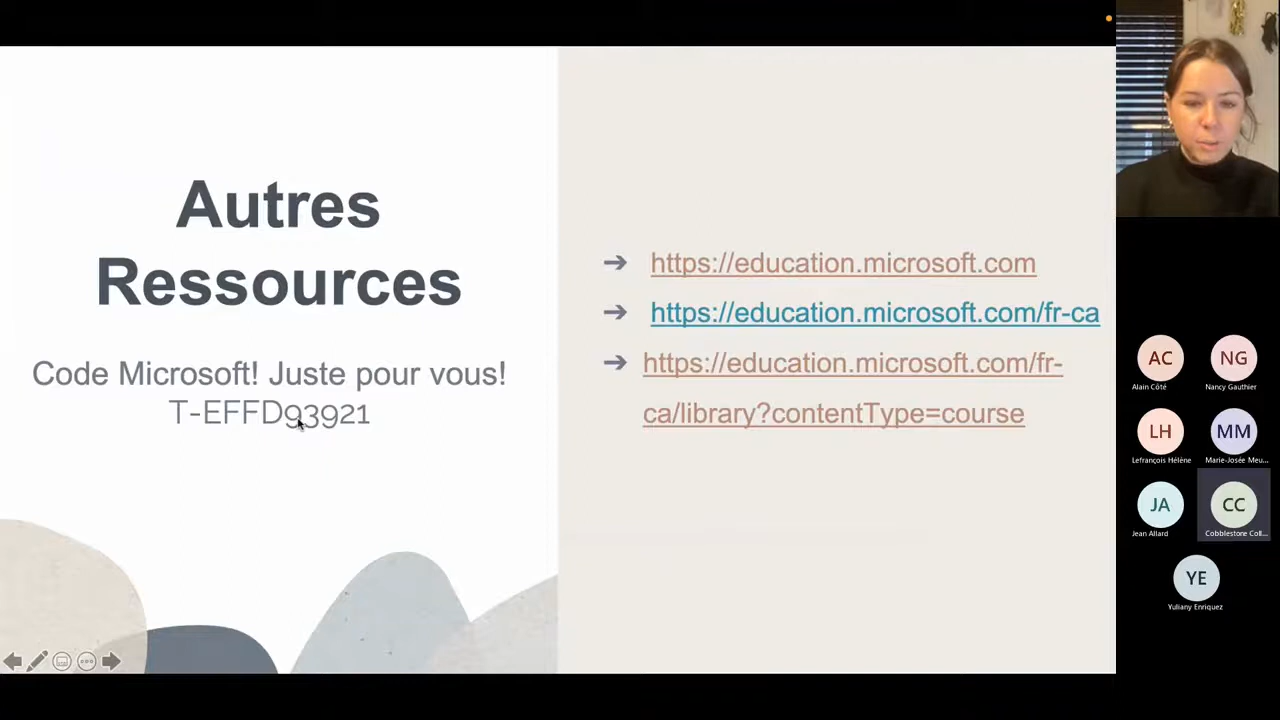 Autres
Ressources
Code Microsoft! Juste pour vous!
T-EFFD93921
➔ https://education.microsoft.com
➔ https://education.microsoft.com/fr-ca
➔ https://education.microsoft.com/fr-
ca/library?contentType=course
AC
Alain Côté
NG
Nancy Gauthier
LH
Lefrançois Hélène
MM
Marie-Josée Meu...
JA
Jean Allard
CC
Cobblestone Coll...
YE
Yuliany Enriquez